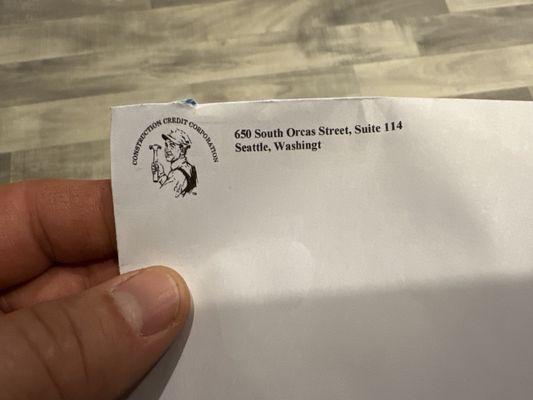 CONSTRUCTION CREDIT CORPORATION
650 South Orcas Street, Suite 114
Seattle, Washingt